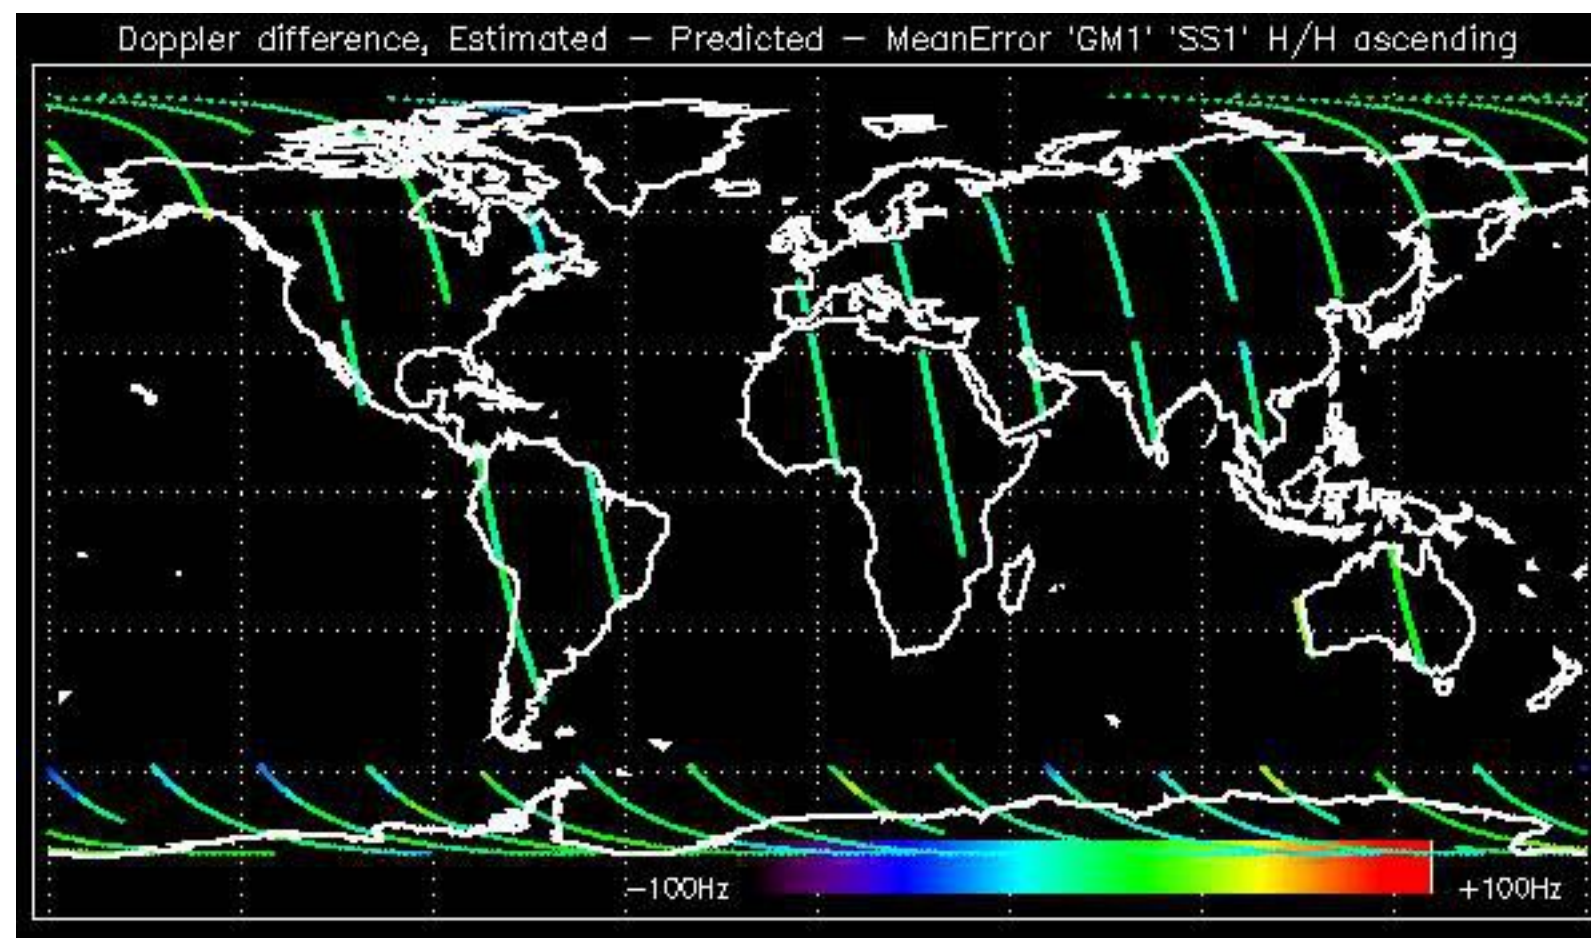 Doppler difference, Estimated − Predicted − MeanError 'GM1' 'SS1' H/H ascending
−100Hz +100Hz